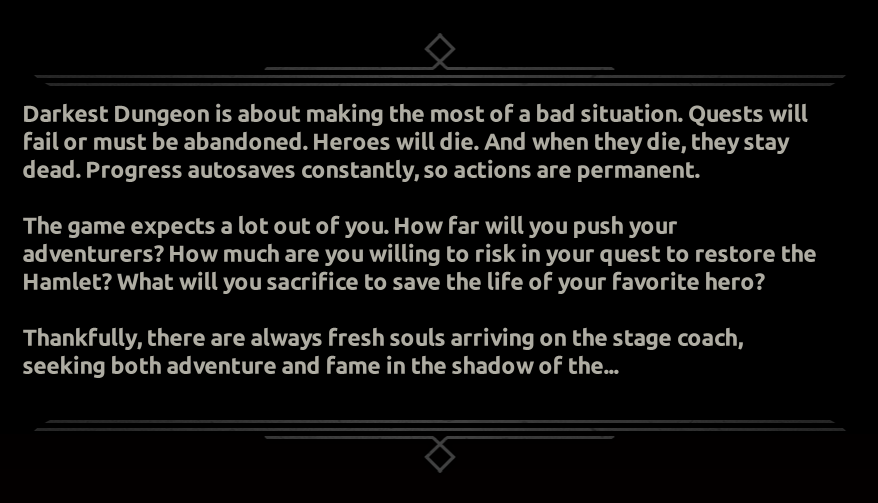 Darkest Dungeon is about making the most of a bad situation. Quests will
fail or must be abandoned. Heroes will die. And when they die, they stay
dead. Progress autosaves constantly, so actions are permanent.
The game expects a lot out of you. How far will you push your
adventurers? How much are you willing to risk in your quest to restore the
Hamlet? What will you sacrifice to save the life of your favorite hero?
Thankfully, there are always fresh souls arriving on the stage coach,
seeking both adventure and fame in the shadow of the...